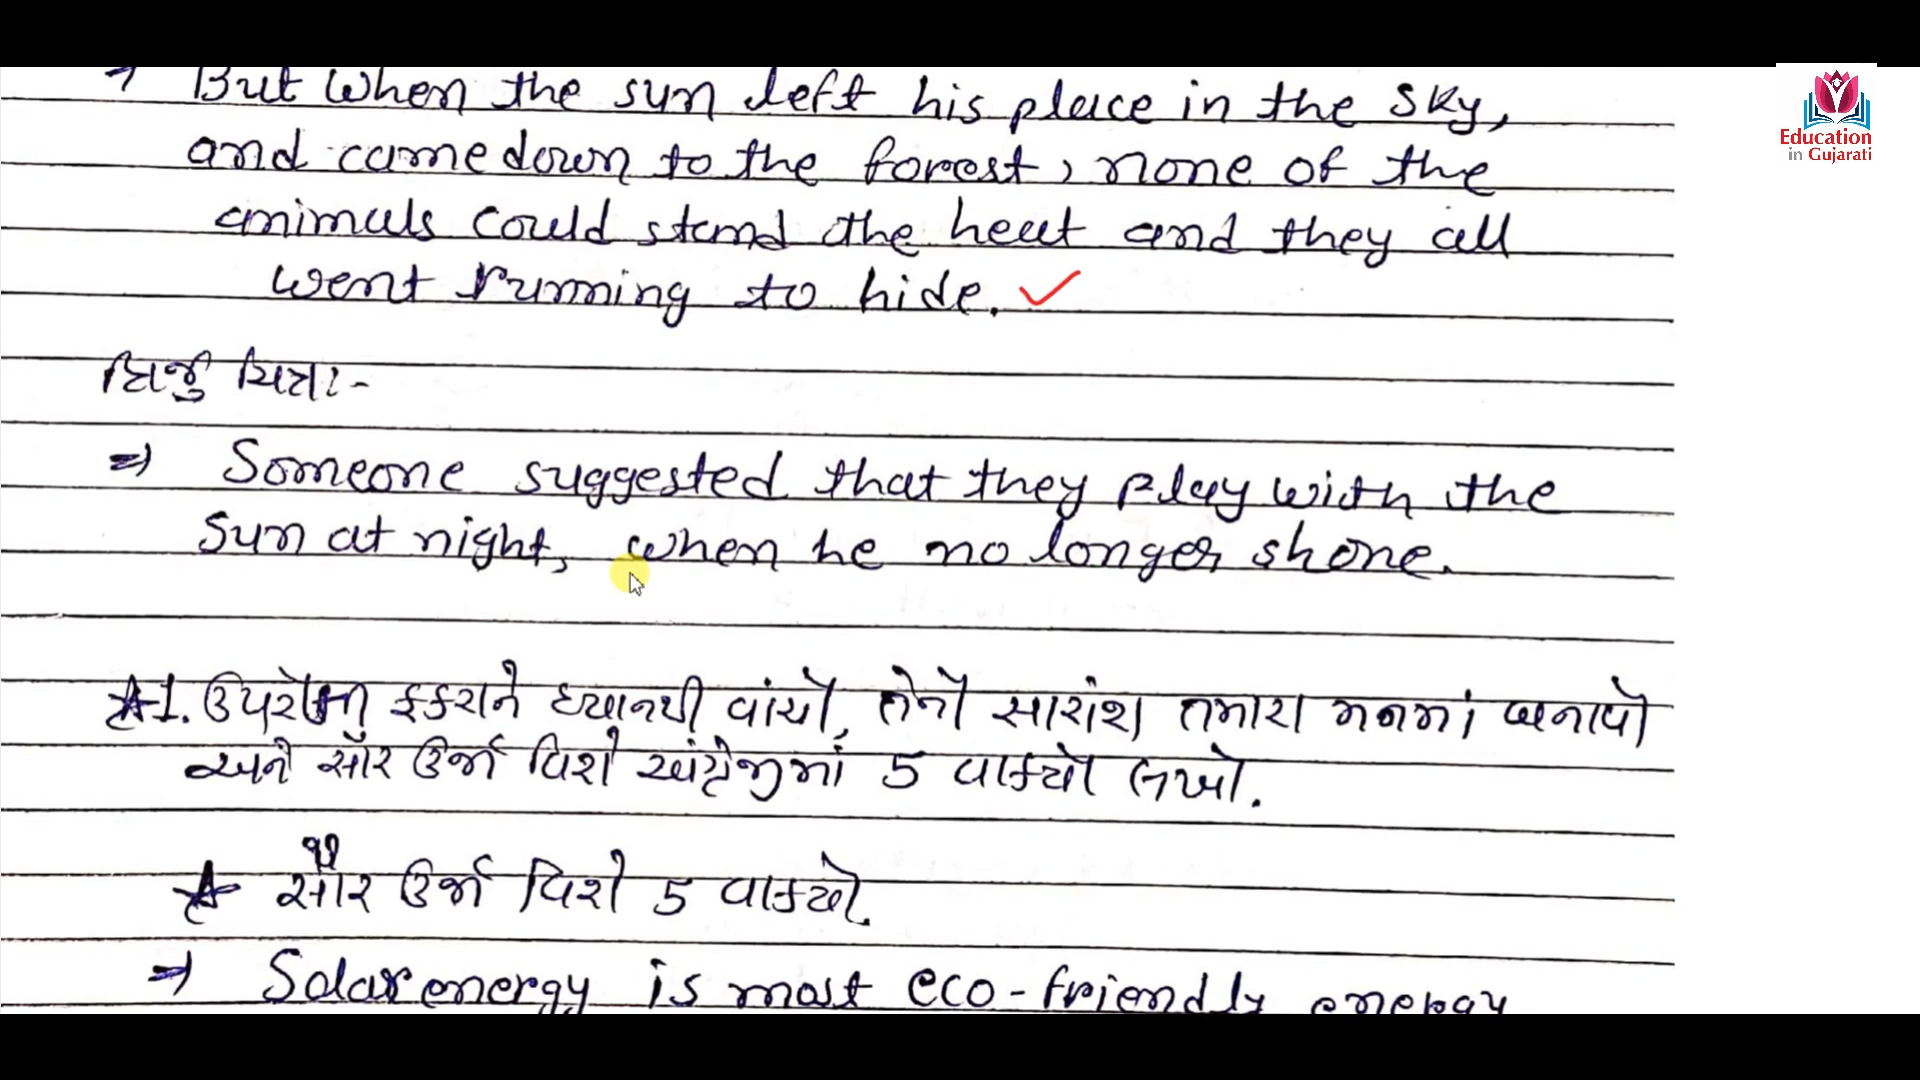 → But when the sun left his place in the sky,
and came down to the forest, none of the
animals could stand the heat and they all
went running to hide. ✓
ત્રિજું ચિત્ર:-
⇒ Someone suggested that they play with the
sun at night, when he no longer shone.
1. ઉપરોક્ત ફકરાને ધ્યાનથી વાંચો, તેનો સારાંશ તમારા મનમાં બનાવો
અને સૌર ઉર્જા વિશે અંગ્રેજીમાં 5 વાક્યો લખો.
સૌર ઉર્જા વિશે 5 વાક્યો.
⇒ Solar energy is most eco-friendly energy
Education
in Gujarati